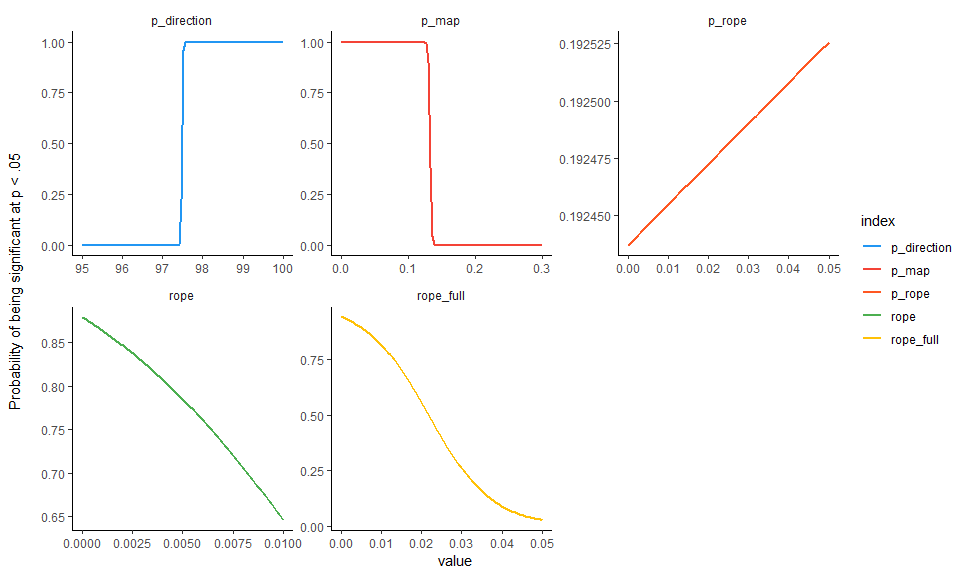 p_direction
p_map
p_rope
1.00
0.75
0.50
0.25
0.00
95 96 97 98 99 100
1.00
0.75
0.50
0.25
0.00
0.0 0.1 0.2 0.3
0.192525
0.192500
0.192475
0.192450
0.00 0.01 0.02 0.03 0.04 0.05
rope
rope_full
0.85
0.80
0.75
0.70
0.65
0.0000 0.0025 0.0050 0.0075 0.0100
0.75
0.50
0.25
0.00
0.00 0.01 0.02 0.03 0.04 0.05
value
Probability of being significant at p < .05
index
p_direction
p_map
p_rope
rope
rope_full